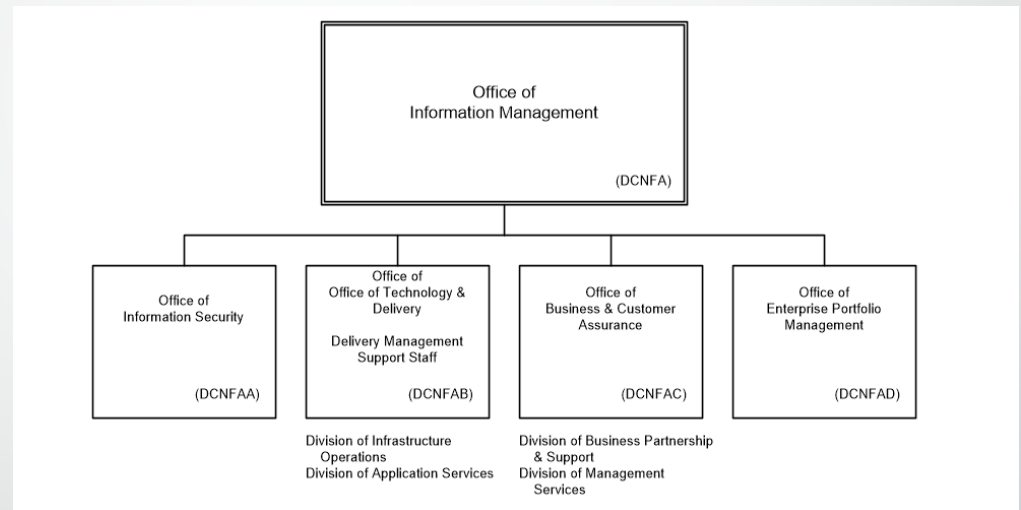 Office of
Information Management
(DCNFA)
Office of
Information Security
(DCNFAA)
Office of
Office of Technology &
Delivery
Delivery Management
Support Staff
(DCNFAB)
Office of
Business & Customer
Assurance
(DCNFAC)
Office of
Enterprise Portfolio
Management
(DCNFAD)
Division of Infrastructure
Operations
Division of Application Services
Division of Business Partnership
& Support
Division of Management
Services